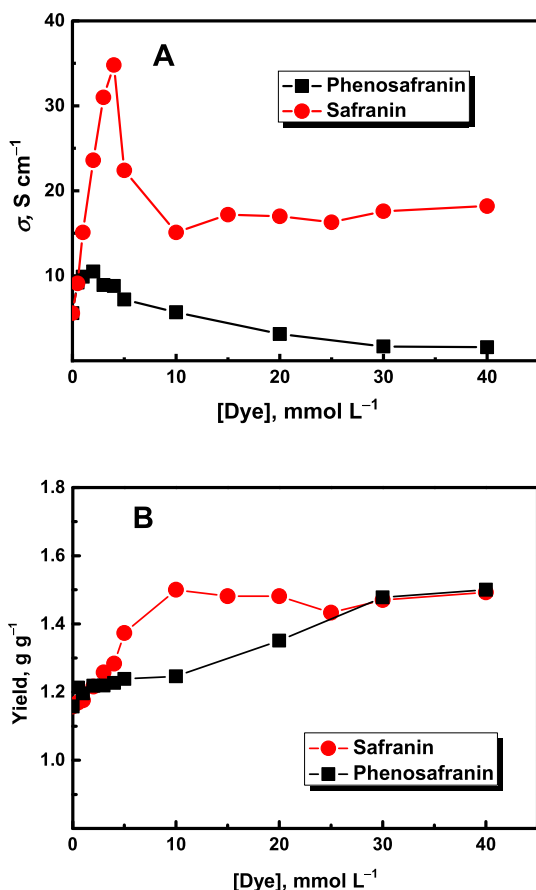 40
A
Phenosafranin
Safranin
30
σ, S cm⁻¹
20
10
0 10 20 30 40
[Dye], mmol L⁻¹
1.8
B
1.6
1.4
Yield, g g⁻¹
1.2
Safranin
Phenosafranin
1.0
0 10 20 30 40
[Dye], mmol L⁻¹